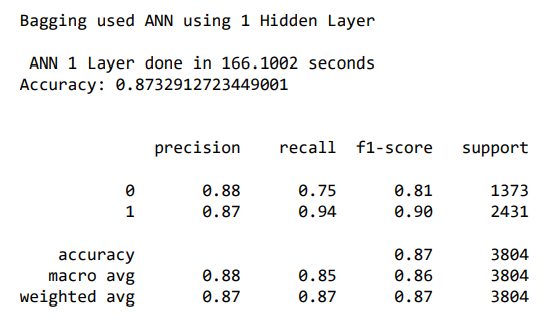 Bagging used ANN using 1 Hidden Layer
ANN 1 Layer done in 166.1002 seconds
Accuracy: 0.8732912723449001
precision recall f1-score support
0 0.88 0.75 0.81 1373
1 0.87 0.94 0.90 2431
accuracy 0.87 3804
macro avg 0.88 0.85 0.86 3804
weighted avg 0.87 0.87 0.87 3804